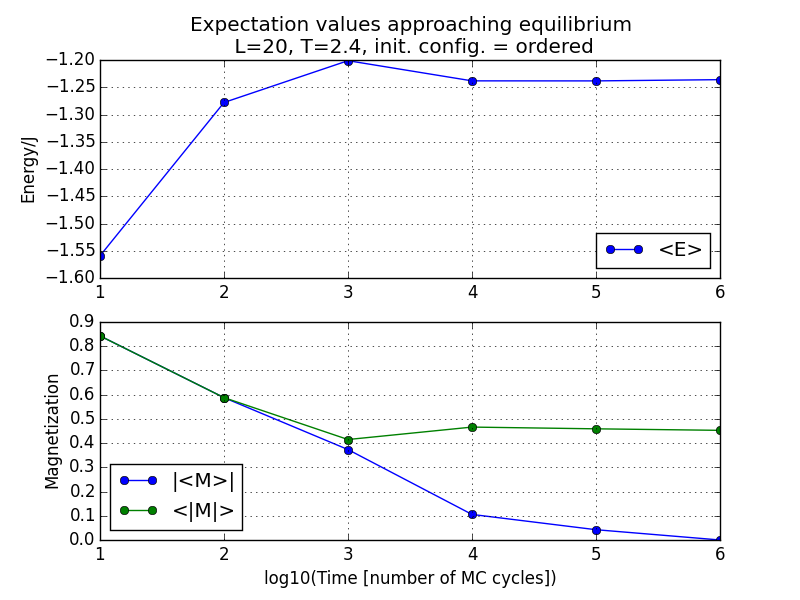 Expectation values approaching equilibrium
L=20, T=2.4, init. config. = ordered
−1.20
−1.25
−1.30
−1.35
−1.40
−1.45
−1.50
−1.55
−1.60
Energy/J
<E>
1 2 3 4 5 6
0.9
0.8
0.7
0.6
0.5
0.4
0.3
0.2
0.1
0.0
Magnetization
|<M>|
<|M|>
1 2 3 4 5 6
log10(Time [number of MC cycles])